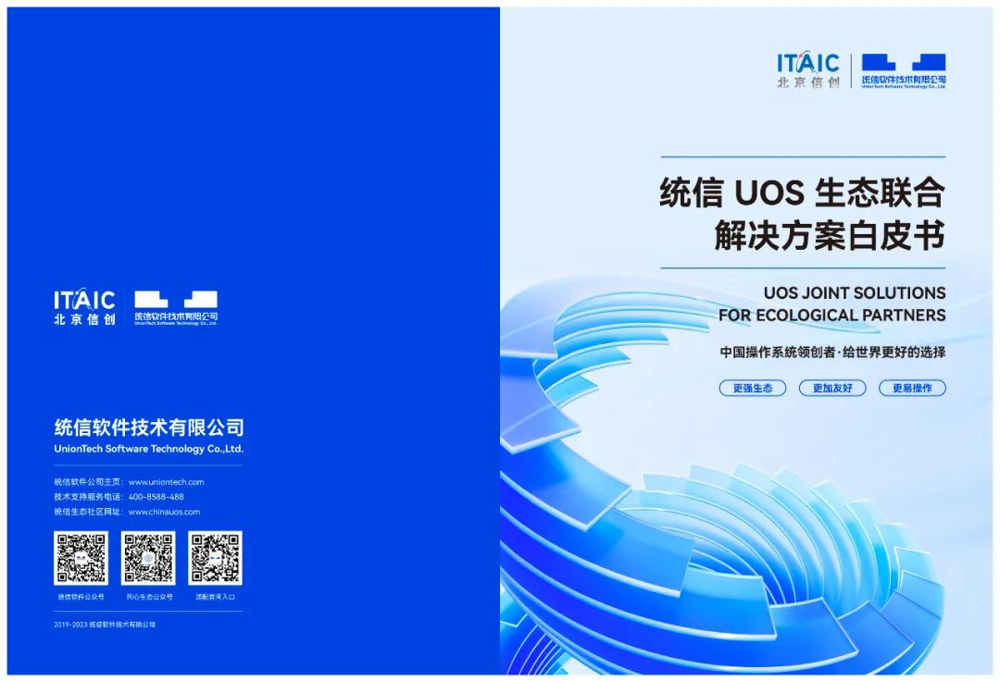 ITAIC
北京信创
统信软件技术有限公司
UnionTech Software Technology Co., Ltd.
统信软件技术有限公司
UnionTech Software Technology Co.,Ltd.
统信软件公司主页：www.uniontech.com
技术支持服务电话：400-8588-488
统信生态社区网址：www.chinauos.com
统信软件公众号
同心生态公众号
适配查询入口
2019-2023 统信软件技术有限公司
ITAIC
北京信创
统信软件技术有限公司
UnionTech Software Technology Co., Ltd.
统信 UOS 生态联合
解决方案白皮书
UOS JOINT SOLUTIONS
FOR ECOLOGICAL PARTNERS
中国操作系统领创者·给世界更好的选择
更强生态
更加友好
更易操作